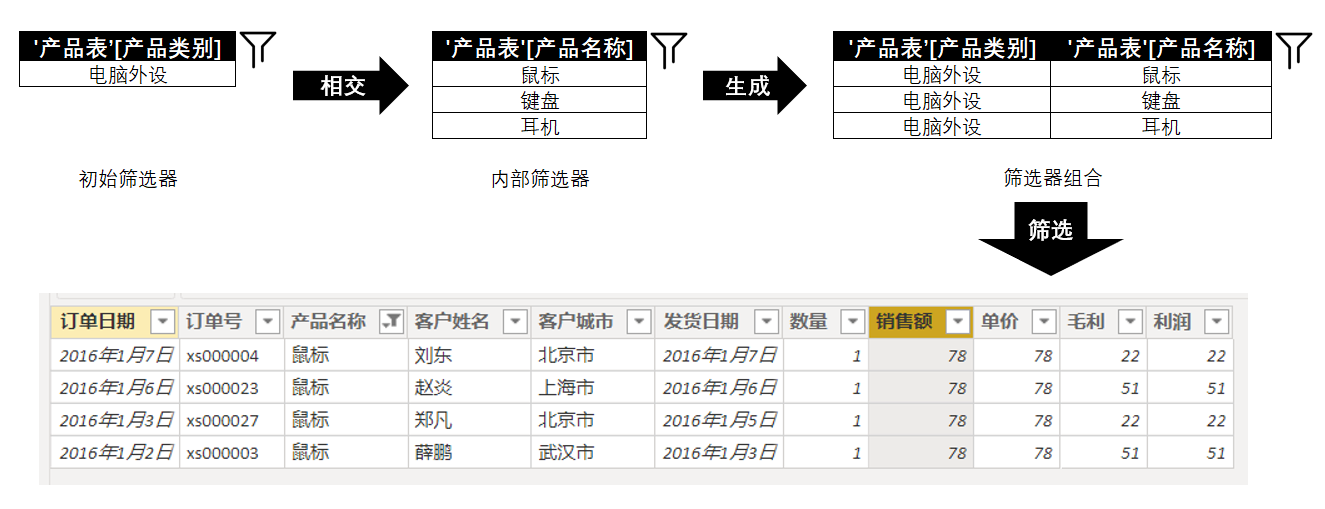 '产品表'[产品类别]
电脑外设
初始筛选器
相交
'产品表'[产品名称]
鼠标
键盘
耳机
内部筛选器
生成
'产品表'[产品类别] '产品表'[产品名称]
电脑外设 鼠标
电脑外设 键盘
电脑外设 耳机
筛选器组合
筛选
订单日期 订单号 产品名称 客户姓名 客户城市 发货日期 数量 销售额 单价 毛利 利润
2016年1月7日 xs000004 鼠标 刘东 北京市 2016年1月7日 1 78 78 22 22
2016年1月6日 xs000023 鼠标 赵炎 上海市 2016年1月6日 1 78 78 51 51
2016年1月3日 xs000027 鼠标 郑凡 北京市 2016年1月5日 1 78 78 22 22
2016年1月2日 xs000003 鼠标 薛鹏 武汉市 2016年1月3日 1 78 78 51 51